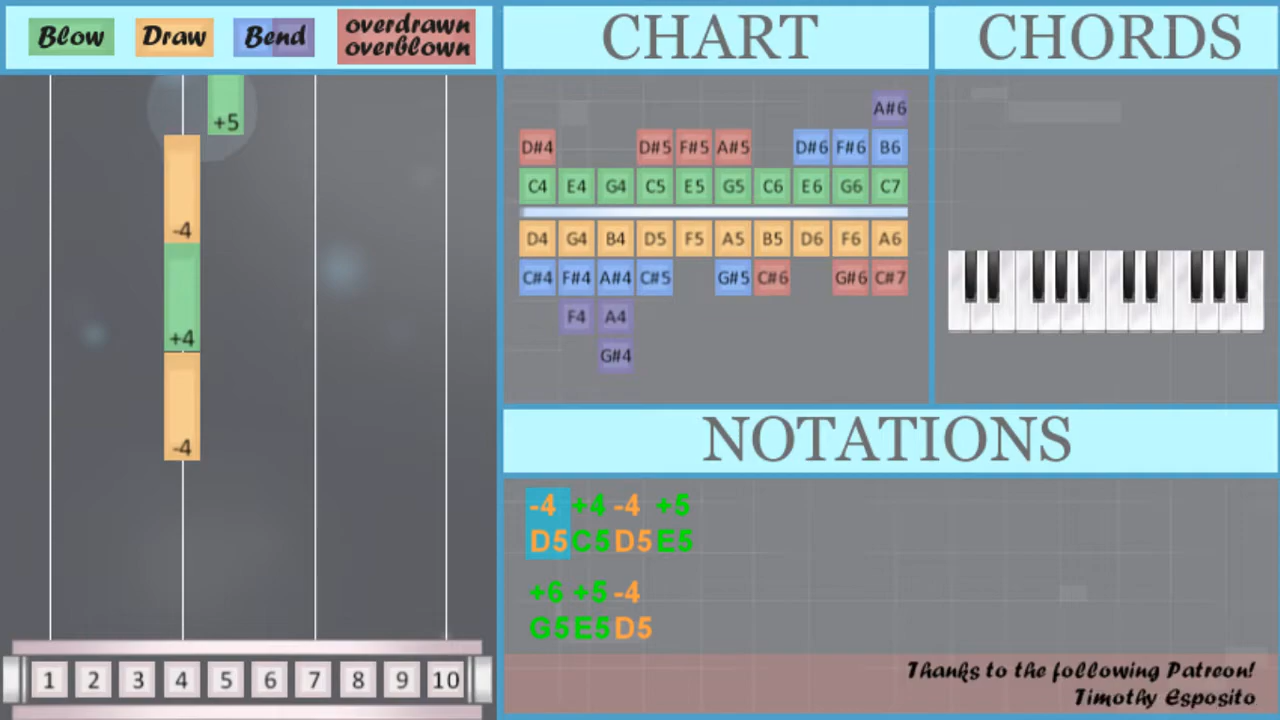 Blow Draw Bend overdrawn
overblown
CHART
CHORDS
+5
-4
+4
-4
A#6
D#4 D#5 F#5 A#5 D#6 F#6 B6
C4 E4 G4 C5 E5 G5 C6 E6 G6 C7
D4 G4 B4 D5 F5 A5 B5 D6 F6 A6
C#4 F#4 A#4 C#5 G#5 C#6 G#6 C#7
F4 A4
G#4
NOTATIONS
-4 +4 -4 +5
D5 C5 D5 E5
+6 +5 -4
G5 E5 D5
1 2 3 4 5 6 7 8 9 10
Thanks to the following Patreon!
Timothy Esposito